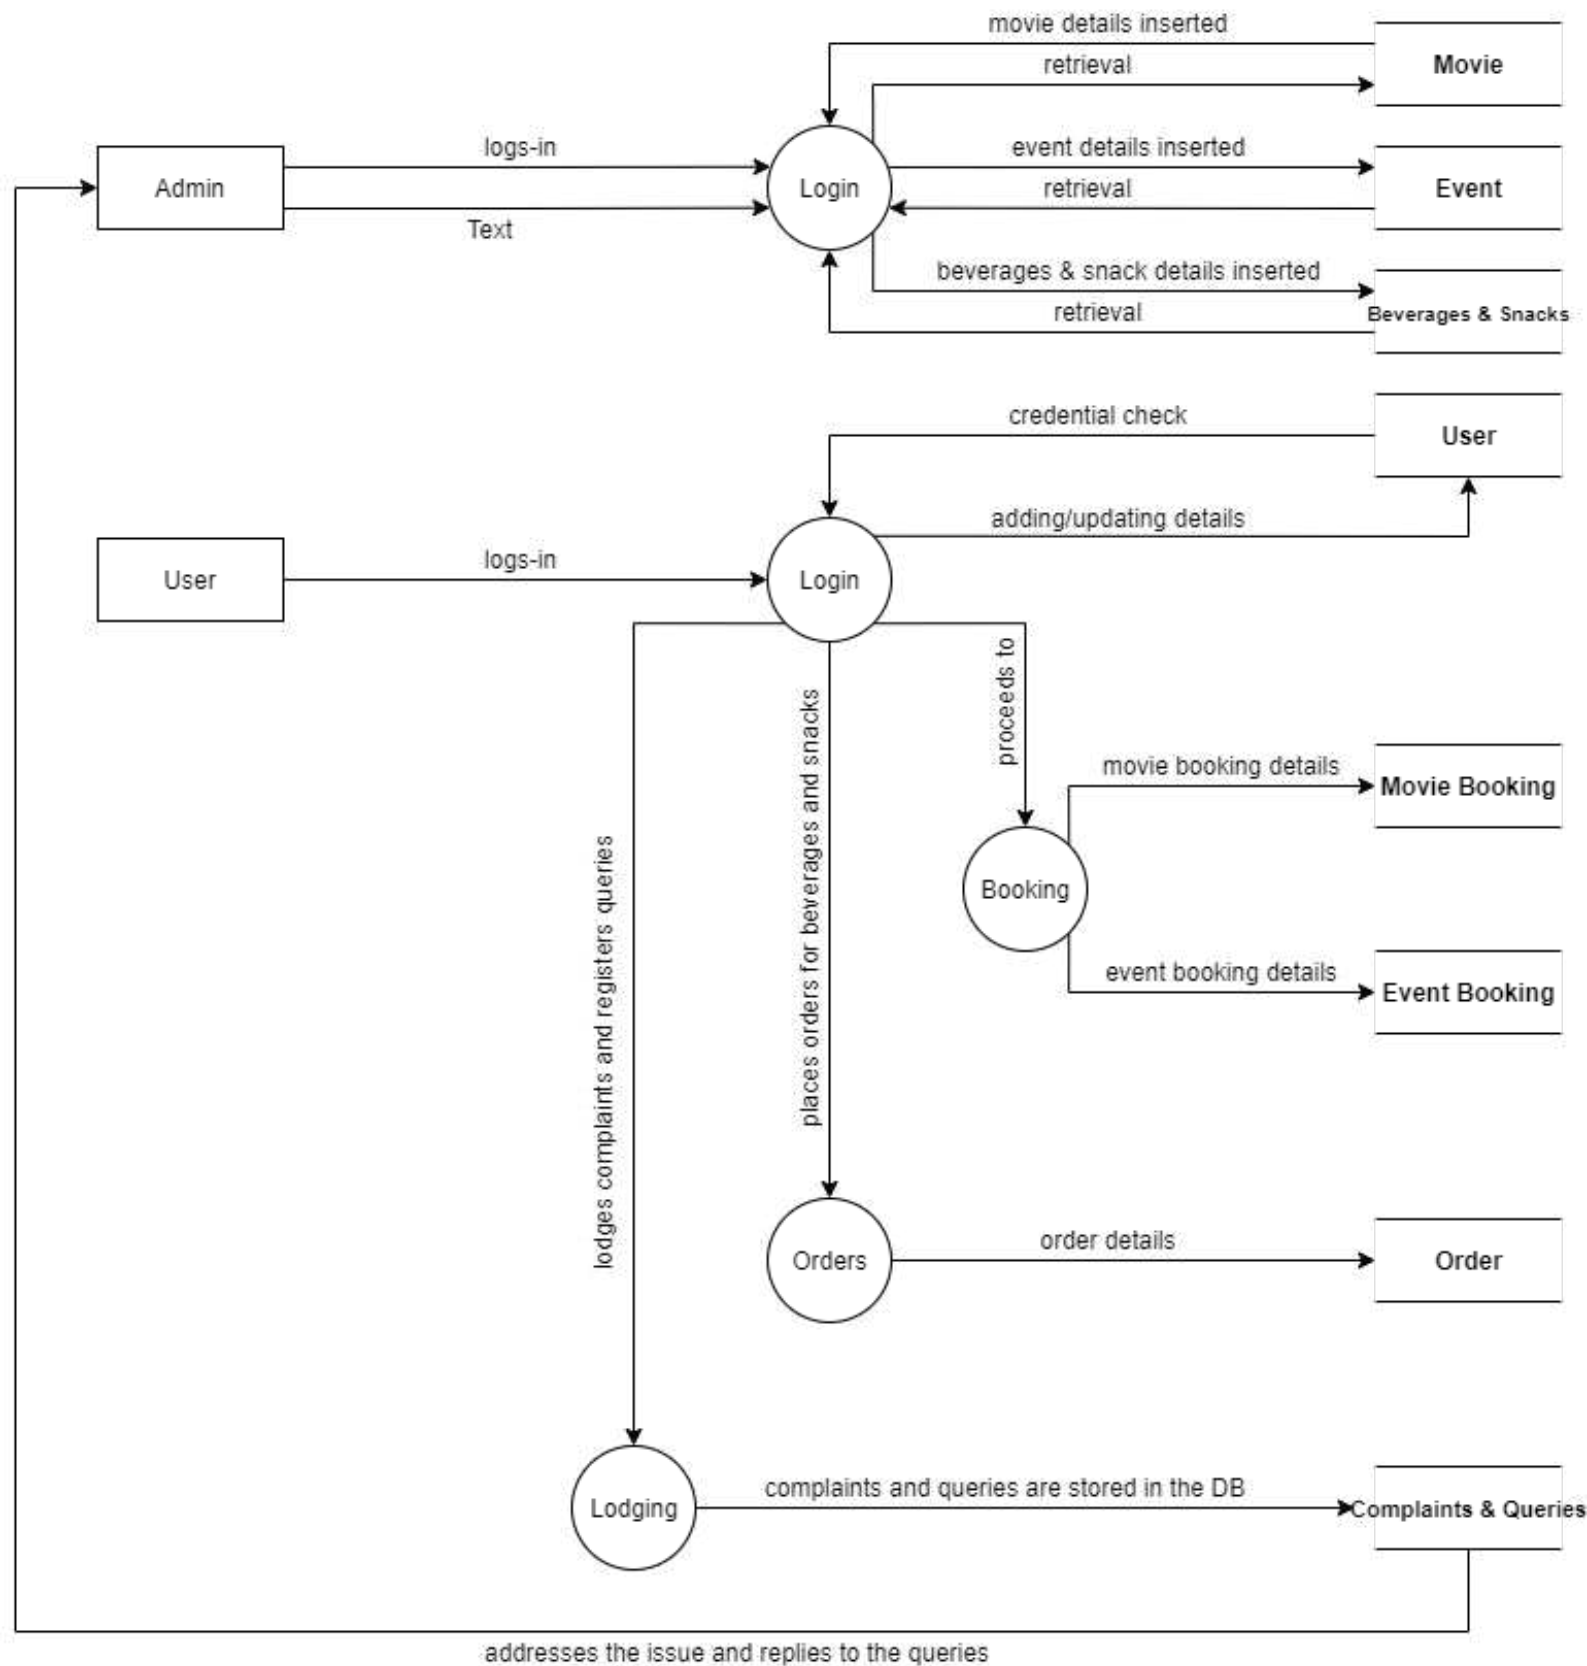 movie details inserted
Movie
retrieval
logs-in
event details inserted
Admin
Login
retrieval
Event
Text
beverages & snack details inserted
retrieval
Beverages & Snacks
credential check
User
adding/updating details
logs-in
User
Login
proceeds to
places orders for beverages and snacks
lodges complaints and registers queries
movie booking details
Movie Booking
Booking
event booking details
Event Booking
order details
Orders
Order
complaints and queries are stored in the DB
Lodging
Complaints & Queries
addresses the issue and replies to the queries